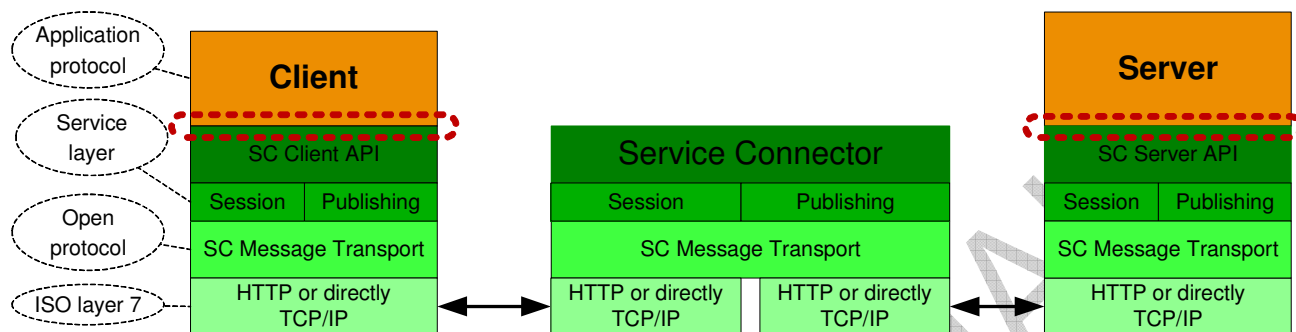 Application
protocol
Service
layer
Open
protocol
ISO layer 7
Client
SC Client API
Session
Publishing
SC Message Transport
HTTP or directly
TCP/IP
Service Connector
Session
Publishing
SC Message Transport
HTTP or directly
TCP/IP
HTTP or directly
TCP/IP
Server
SC Server API
Session
Publishing
SC Message Transport
HTTP or directly
TCP/IP